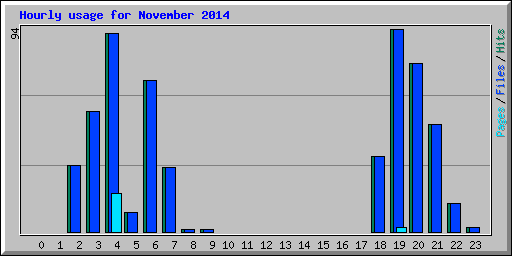 Hourly usage for November 2014
94
Pages/Files/Hits
0 1 2 3 4 5 6 7 8 9 10 11 12 13 14 15 16 17 18 19 20 21 22 23